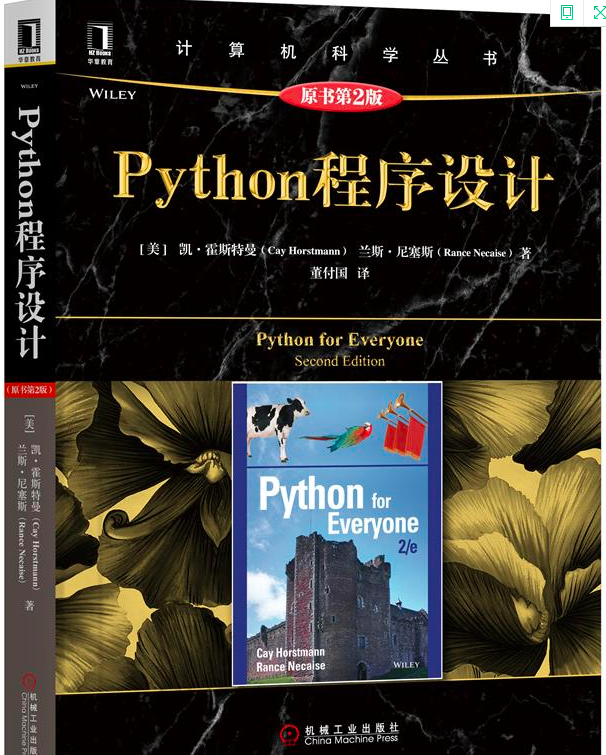 HZ BOOKS
华章教育
WILEY
Python程序设计
(原书第2版)
[美]
凯·霍斯特曼 (Cay Horstmann)
兰斯·尼塞斯 (Rance Necaise)
著
机械工业出版社
China Machine P
HZ BOOKS
华章教育
计算机科学丛书
WILEY
原书第2版
Python程序设计
[美] 凯·霍斯特曼 (Cay Horstmann) 兰斯·尼塞斯 (Rance Necaise) 著
董付国 译
Python for Everyone
Second Edition
Python for
Everyone
2/e
Cay Horstmann
Rance Necaise
WILEY
机械工业出版社
China Machine Press